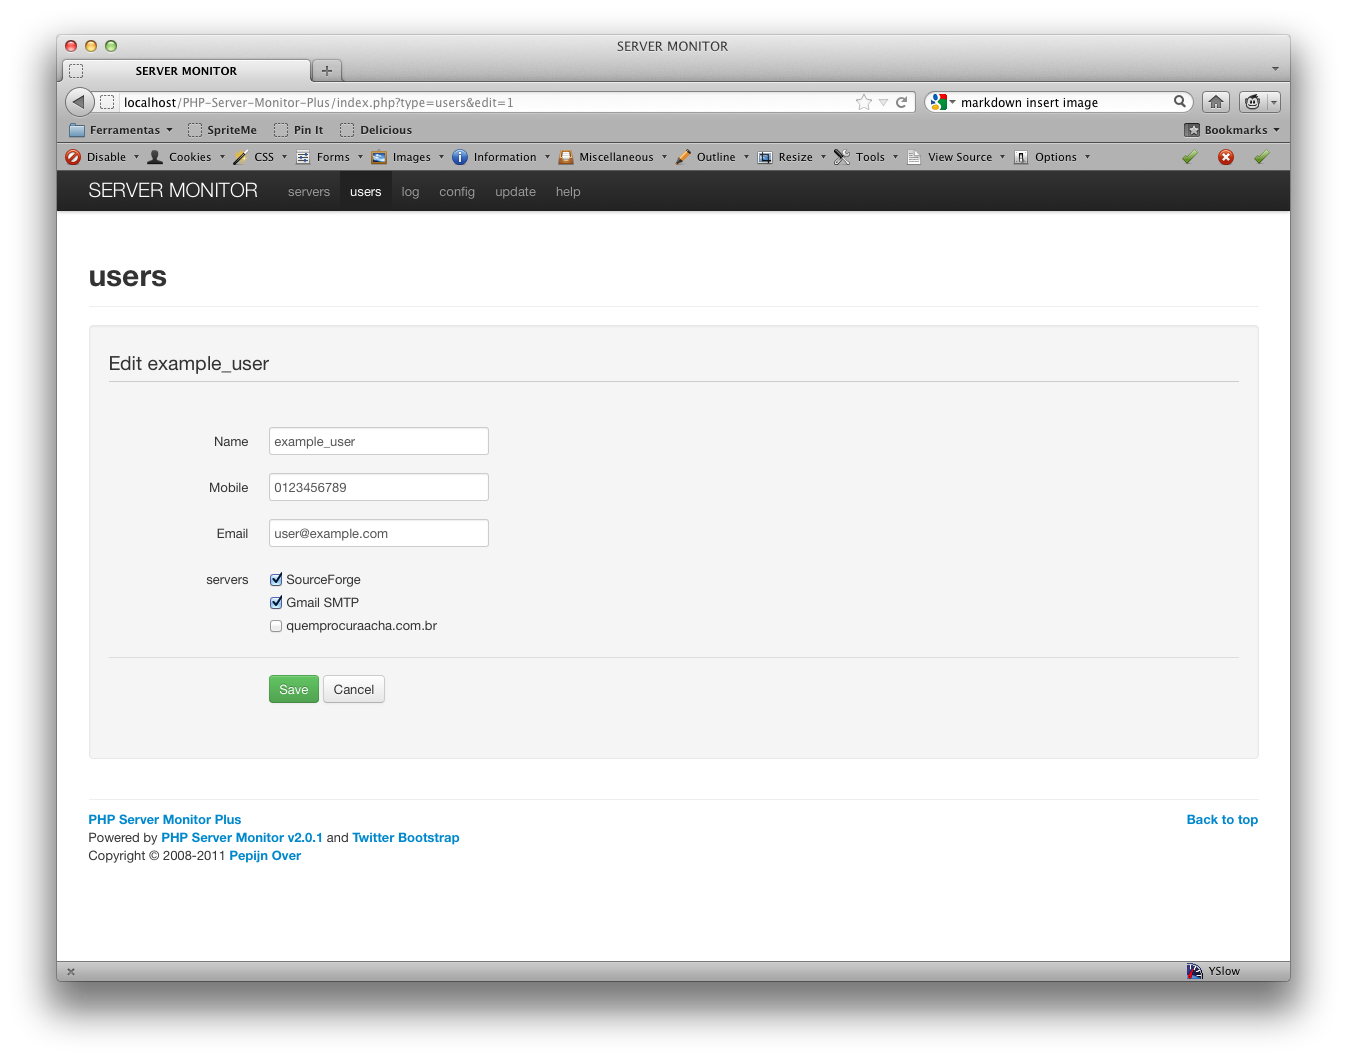 SERVER MONITOR
SERVER MONITOR
localhost/PHP-Server-Monitor-Plus/index.php?type=users&edit=1
markdown insert image
Ferramentas SpriteMe Pin It Delicious Bookmarks
Disable Cookies CSS Forms Images Information Miscellaneous Outline Resize Tools View Source Options
SERVER MONITOR servers users log config update help
users
Edit example_user
Name example_user
Mobile 0123456789
Email user@example.com
servers SourceForge
Gmail SMTP
quemprocuraacha.com.br
Save Cancel
PHP Server Monitor Plus Back to top
Powered by PHP Server Monitor v2.0.1 and Twitter Bootstrap
Copyright © 2008-2011 Pepijn Over
YSlow